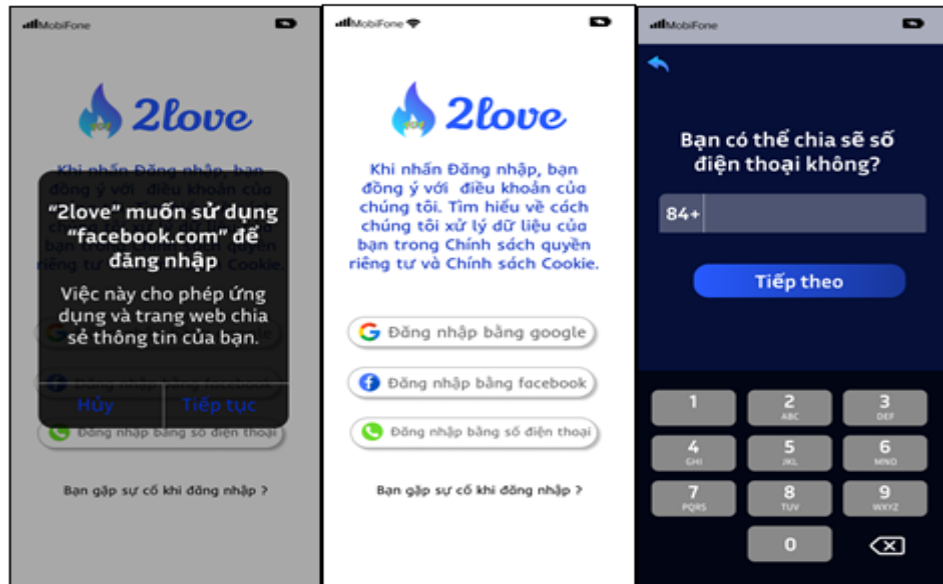 MobiFone
2love
Khi nhấn Đăng nhập, bạn
“2love” muốn sử dụng
“facebook.com” để
đăng nhập
Việc này cho phép ứng
dụng và trang web chia
sẻ thông tin của bạn.
Hủy
Tiếp tục
Đăng nhập bằng số điện thoại
Bạn gặp sự cố khi đăng nhập ?
MobiFone
2love
Khi nhấn Đăng nhập, bạn
đồng ý với điều khoản của
chúng tôi. Tìm hiểu về cách
chúng tôi xử lý dữ liệu của
bạn trong Chính sách quyền
riêng tư và Chính sách Cookie.
Đăng nhập bằng google
Đăng nhập bằng facebook
Đăng nhập bằng số điện thoại
Bạn gặp sự cố khi đăng nhập ?
MobiFone
Bạn có thể chia sẽ số
điện thoại không?
84+
Tiếp theo
1
2
ABC
3
DEF
4
GHI
5
JKL
6
MNO
7
PQRS
8
TUV
9
WXYZ
0